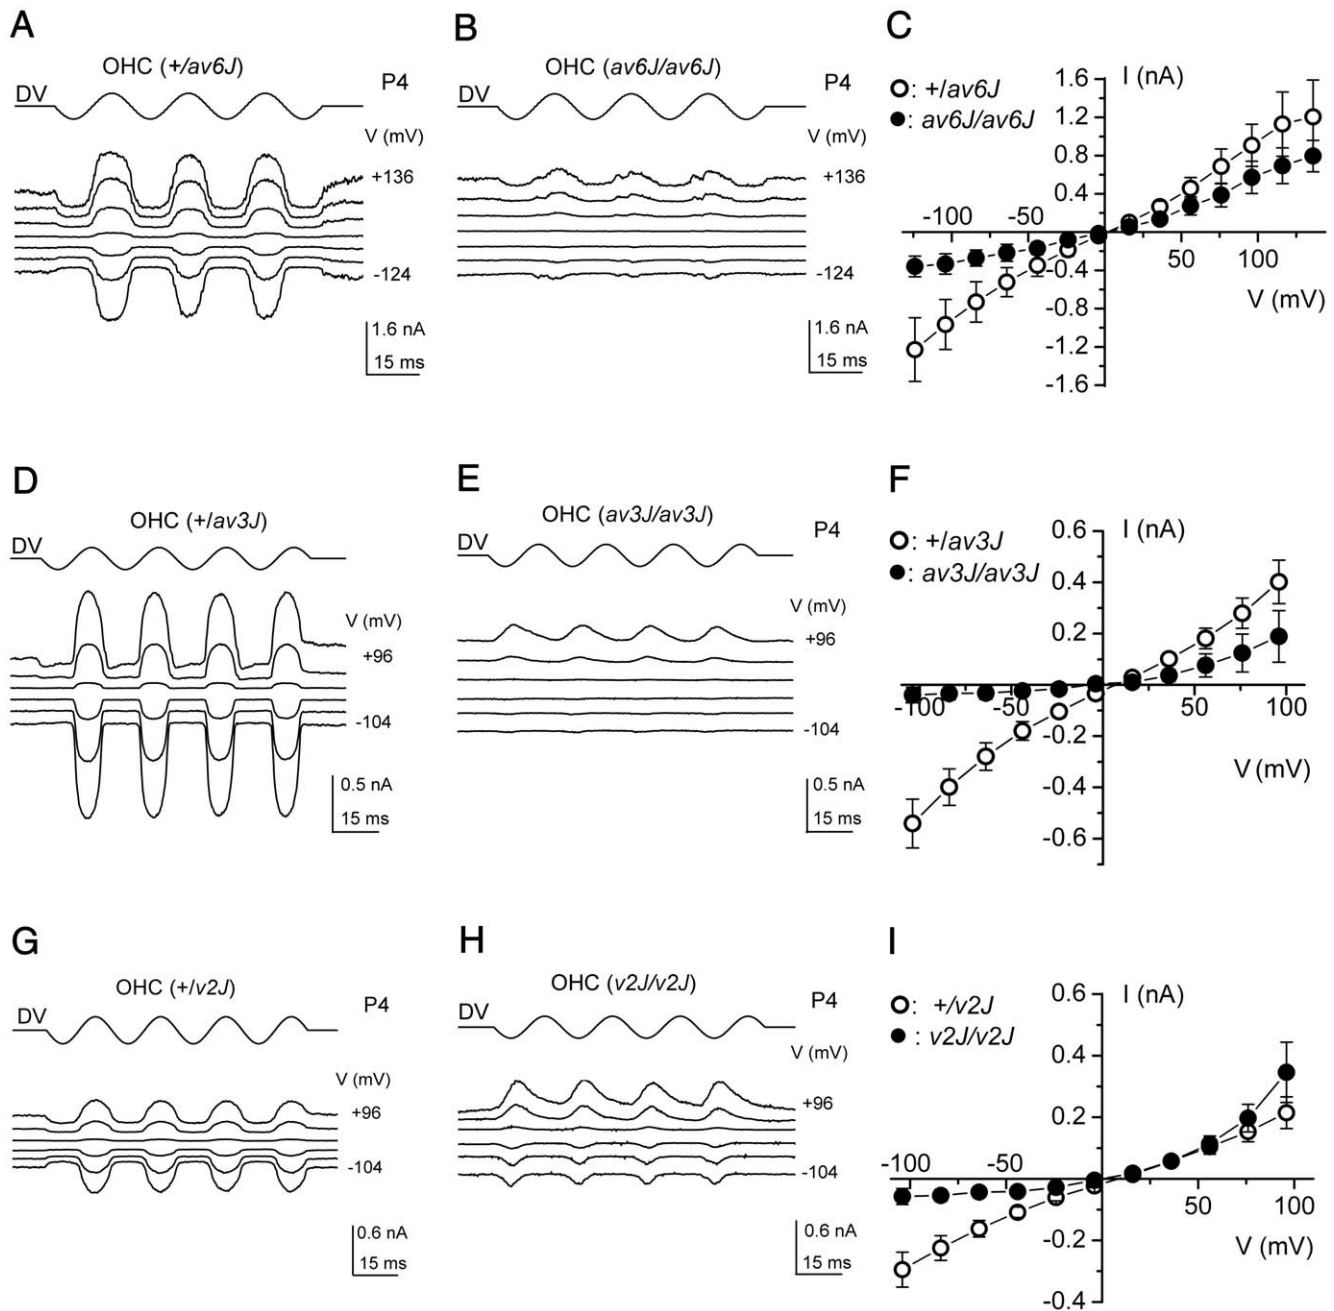 A
OHC (+/av6J)
P4
DV
V (mV)
+136
-124
1.6 nA
15 ms
B
OHC (av6J/av6J)
P4
DV
V (mV)
+136
-124
1.6 nA
15 ms
C
: +/av6J
: av6J/av6J
I (nA)
1.6
1.2
0.8
0.4
-100
-50
50
100
-0.4
-0.8
-1.2
-1.6
V (mV)
D
OHC (+/av3J)
DV
V (mV)
+96
-104
0.5 nA
15 ms
E
OHC (av3J/av3J)
P4
DV
V (mV)
+96
-104
0.5 nA
15 ms
F
: +/av3J
: av3J/av3J
I (nA)
0.6
0.4
0.2
-100
-50
50
100
-0.2
-0.4
-0.6
V (mV)
G
OHC (+/v2J)
P4
DV
V (mV)
+96
-104
0.6 nA
15 ms
H
OHC (v2J/v2J)
P4
DV
V (mV)
+96
-104
0.6 nA
15 ms
I
: +/v2J
: v2J/v2J
I (nA)
0.6
0.4
0.2
-100
-50
50
100
-0.2
-0.4
V (mV)